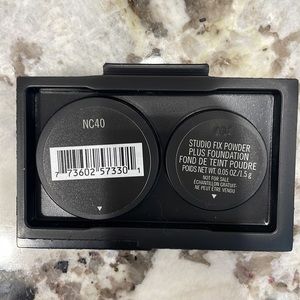 NC40
7 73602 57330 1
MAC
STUDIO FIX POWDER
PLUS FOUNDATION
FOND DE TEINT POUDRE
POIDS NET WT. 0.05 OZ/1.5 g
NOT FOR SALE
ÉCHANTILLON GRATUIT
NE PEUT ÊTRE VENDU